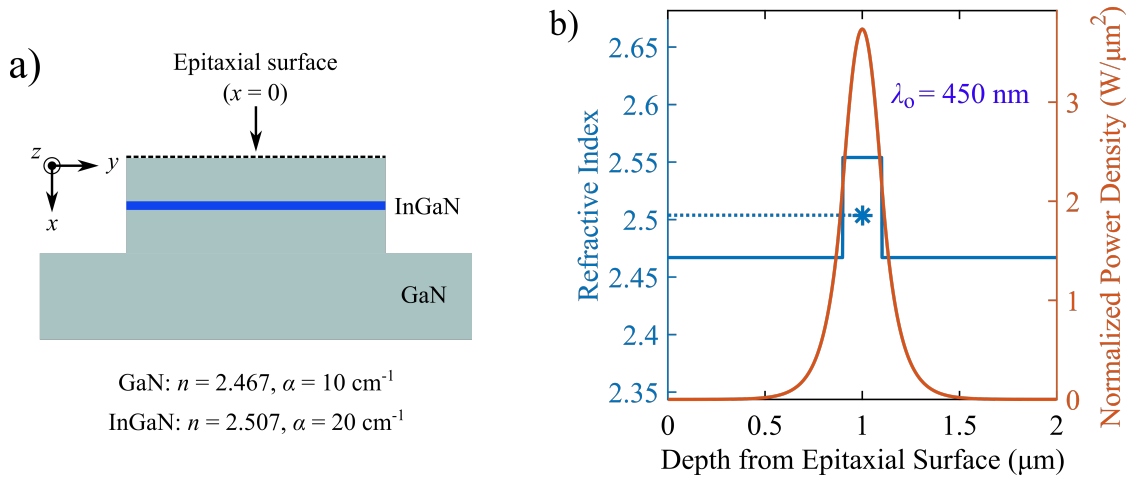 a)
Epitaxial surface
(x = 0)
z
y
x
InGaN
GaN
GaN: n = 2.467, α = 10 cm-1
InGaN: n = 2.507, α = 20 cm-1
b)
λo = 450 nm
Refractive Index
2.65
2.6
2.55
2.5
2.45
2.4
2.35
Normalized Power Density (W/μm2)
3
2
1
0
0
0.5
1
1.5
2
Depth from Epitaxial Surface (μm)